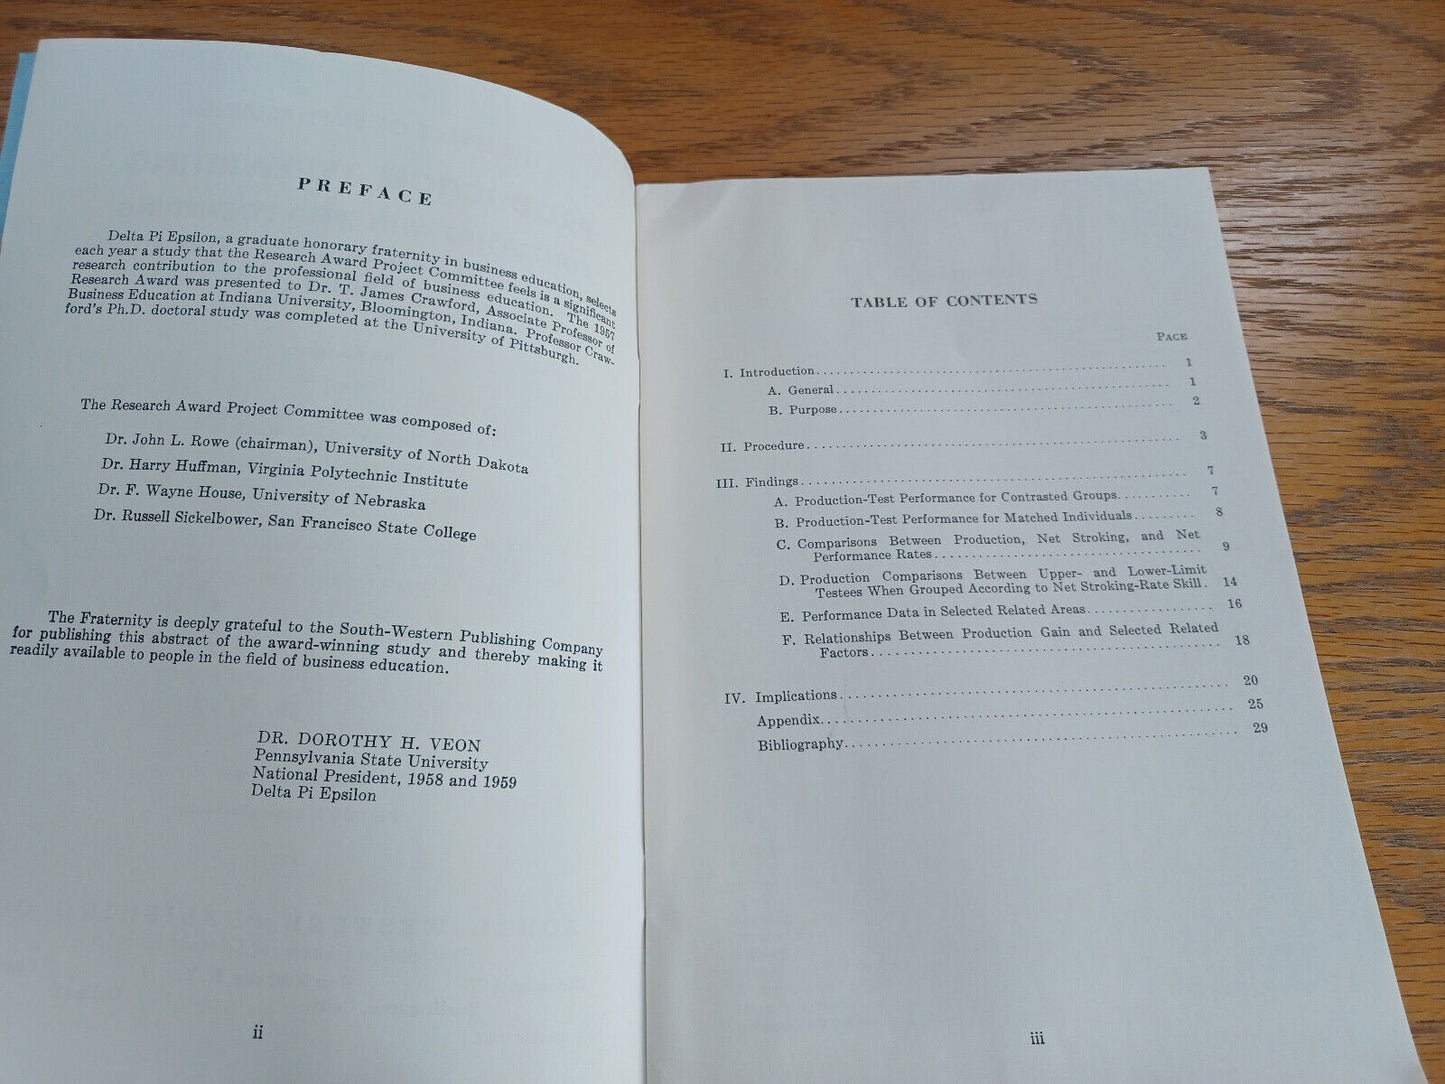 PREFACE
Delta Pi Epsilon, a graduate honorary fraternity in business education, selects
each year a study that the Research Award Project Committee feels is a significant
research contribution to the professional field of business education. The 1957
Research Award was presented to Dr. T. James Crawford, Associate Professor of
Business Education at Indiana University, Bloomington, Indiana. Professor Craw-
ford's Ph.D. doctoral study was completed at the University of Pittsburgh.
The Research Award Project Committee was composed of:
Dr. John L. Rowe (chairman), University of North Dakota
Dr. Harry Huffman, Virginia Polytechnic Institute
Dr. F. Wayne House, University of Nebraska
Dr. Russell Sickelbower, San Francisco State College
The Fraternity is deeply grateful to the South-Western Publishing Company
for publishing this abstract of the award-winning study and thereby making it
readily available to people in the field of business education.
DR. DOROTHY H. VEON
Pennsylvania State University
National President, 1958 and 1959
Delta Pi Epsilon
ii
TABLE OF CONTENTS
PAGE
I. Introduction 1
A. General 1
B. Purpose 2
II. Procedure 3
III. Findings 7
A. Production-Test Performance for Contrasted Groups 7
B. Production-Test Performance for Matched Individuals 8
C. Comparisons Between Production, Net Stroking, and Net
Performance Rates 9
D. Production Comparisons Between Upper- and Lower-Limit
Testees When Grouped According to Net Stroking-Rate Skill 14
E. Performance Data in Selected Related Areas 16
F. Relationships Between Production Gain and Selected Related
Factors 18
IV. Implications 20
Appendix 25
Bibliography 29
iii